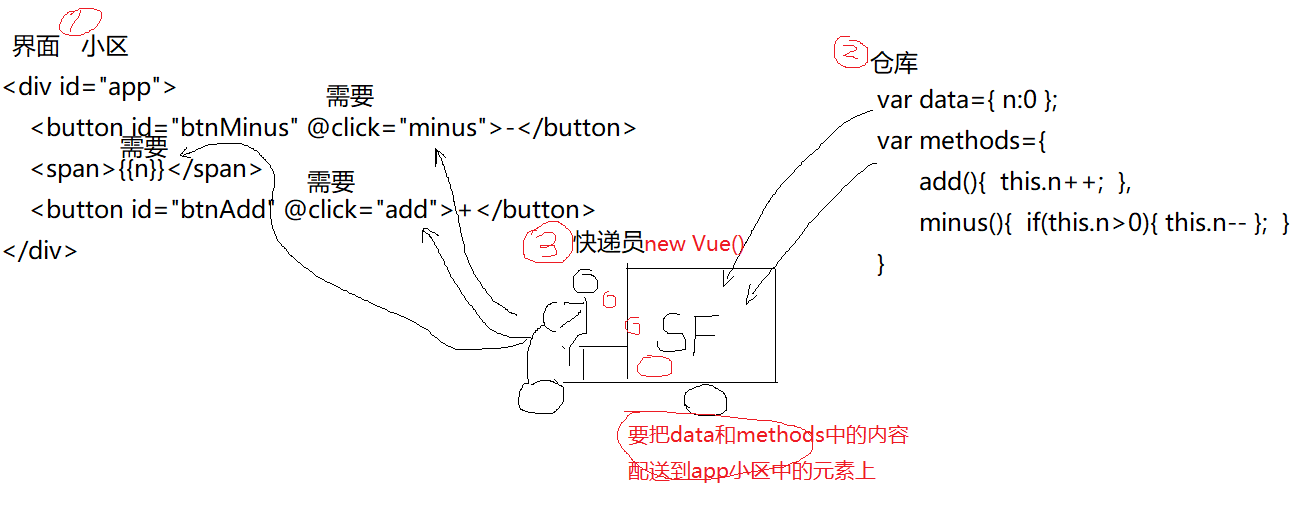 1
界面 小区
<div id="app">
需要
<button id="btnMinus" @click="minus">-</button>
需要
<span>{{n}}</span>
需要
<button id="btnAdd" @click="add">+</button>
</div>
2
仓库
var data={ n:0 };
var methods={
add(){ this.n++; },
minus(){ if(this.n>0){ this.n-- }; }
}
3
快递员new Vue()
6
G
SF
要把data和methods中的内容
配送到app小区中的元素上